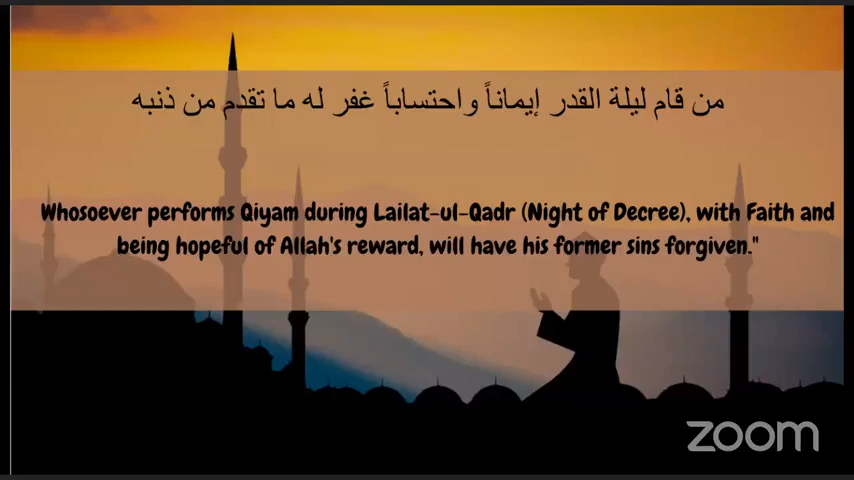 من قام ليلة القدر إيماناً واحتساباً غفر له ما تقدم من ذنبه
Whosoever performs Qiyam during Lailat-ul-Qadr (Night of Decree), with Faith and
being hopeful of Allah's reward, will have his former sins forgiven."
zoom